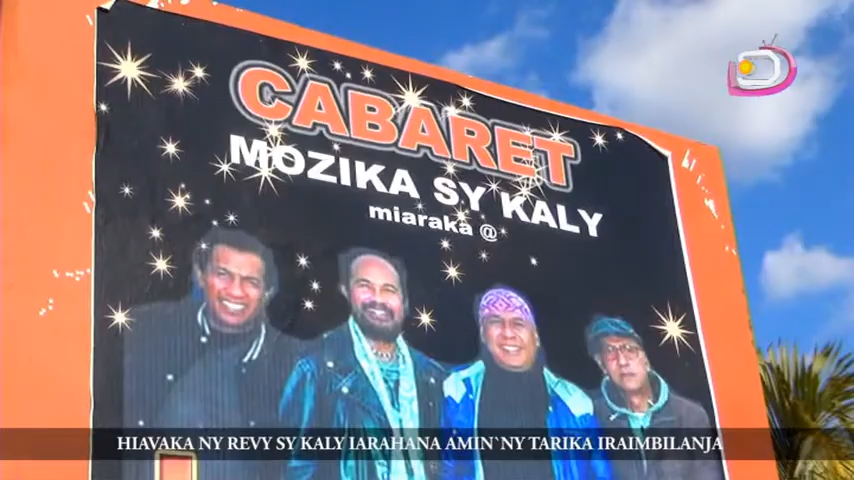 CABARET
MOZIKA SY KALY
miaraka @
HIAVAKA NY REVY SY KALY IARAHANA AMIN`NY TARIKA IRAIMBILANJA